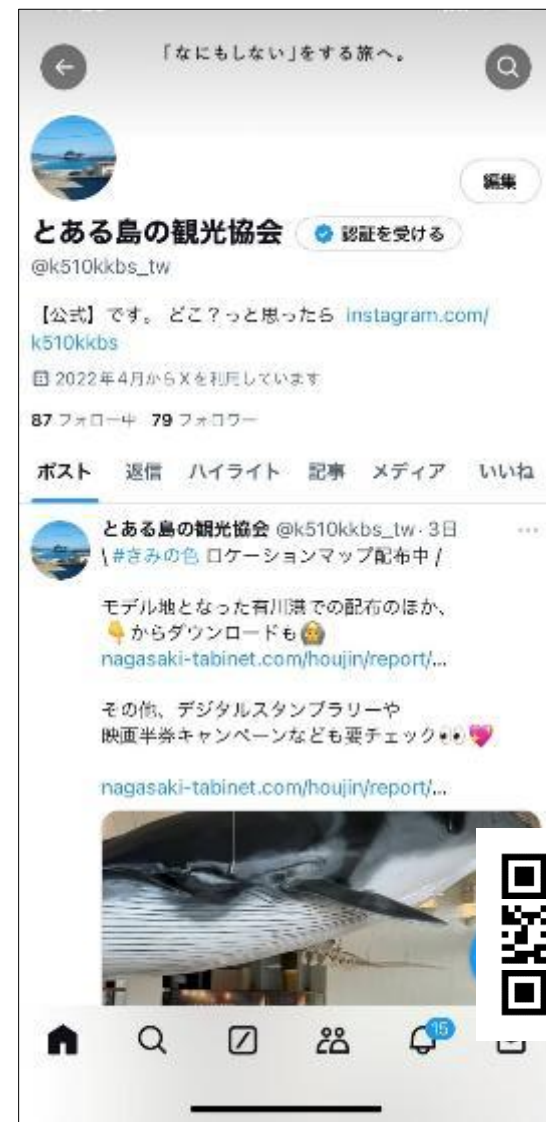 「なにもしない」をする旅へ。
編集
とある島の観光協会 認証を受ける
@k510kkbs_tw
【公式】です。 どこ？っと思ったら instagram.com/
k510kkbs
2022年4月からXを利用しています
87 フォロー中 79 フォロワー
ポスト 返信 ハイライト 記事 メディア いいね
とある島の観光協会 @k510kkbs_tw · 3日
\ #きみの色 ロケーションマップ配布中 /
モデル地となった有川港での配布のほか、
👇からダウンロードも🙆
nagasaki-tabinet.com/houjin/report/...
その他、デジタルスタンプラリーや
映画半券キャンペーンなども要チェック👀💖
nagasaki-tabinet.com/houjin/report/...
15